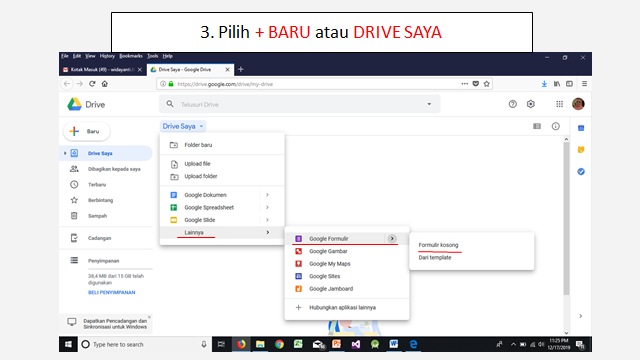 3. Pilih + BARU atau DRIVE SAYA
File Edit View History Bookmarks Tools Help
Kotak Masuk (49) - widayanti.f
Drive Saya - Google Drive
https://drive.google.com/drive/my-drive
Drive
Telusuri Drive
Baru
Drive Saya
Drive Saya
Dibagikan kepada saya
Terbaru
Berbintang
Sampah
Cadangan
Penyimpanan
38,4 MB dari 15 GB telah
digunakan
BELI PENYIMPANAN
Dapatkan Pencadangan dan
Sinkronisasi untuk Windows
Folder baru
Upload file
Upload folder
Google Dokumen
Google Spreadsheet
Google Slide
Lainnya
Google Formulir
Google Gambar
Google My Maps
Google Sites
Google Jamboard
Hubungkan aplikasi lainnya
Formulir kosong
Dari template
Type here to search
11:25 PM
12/17/2019